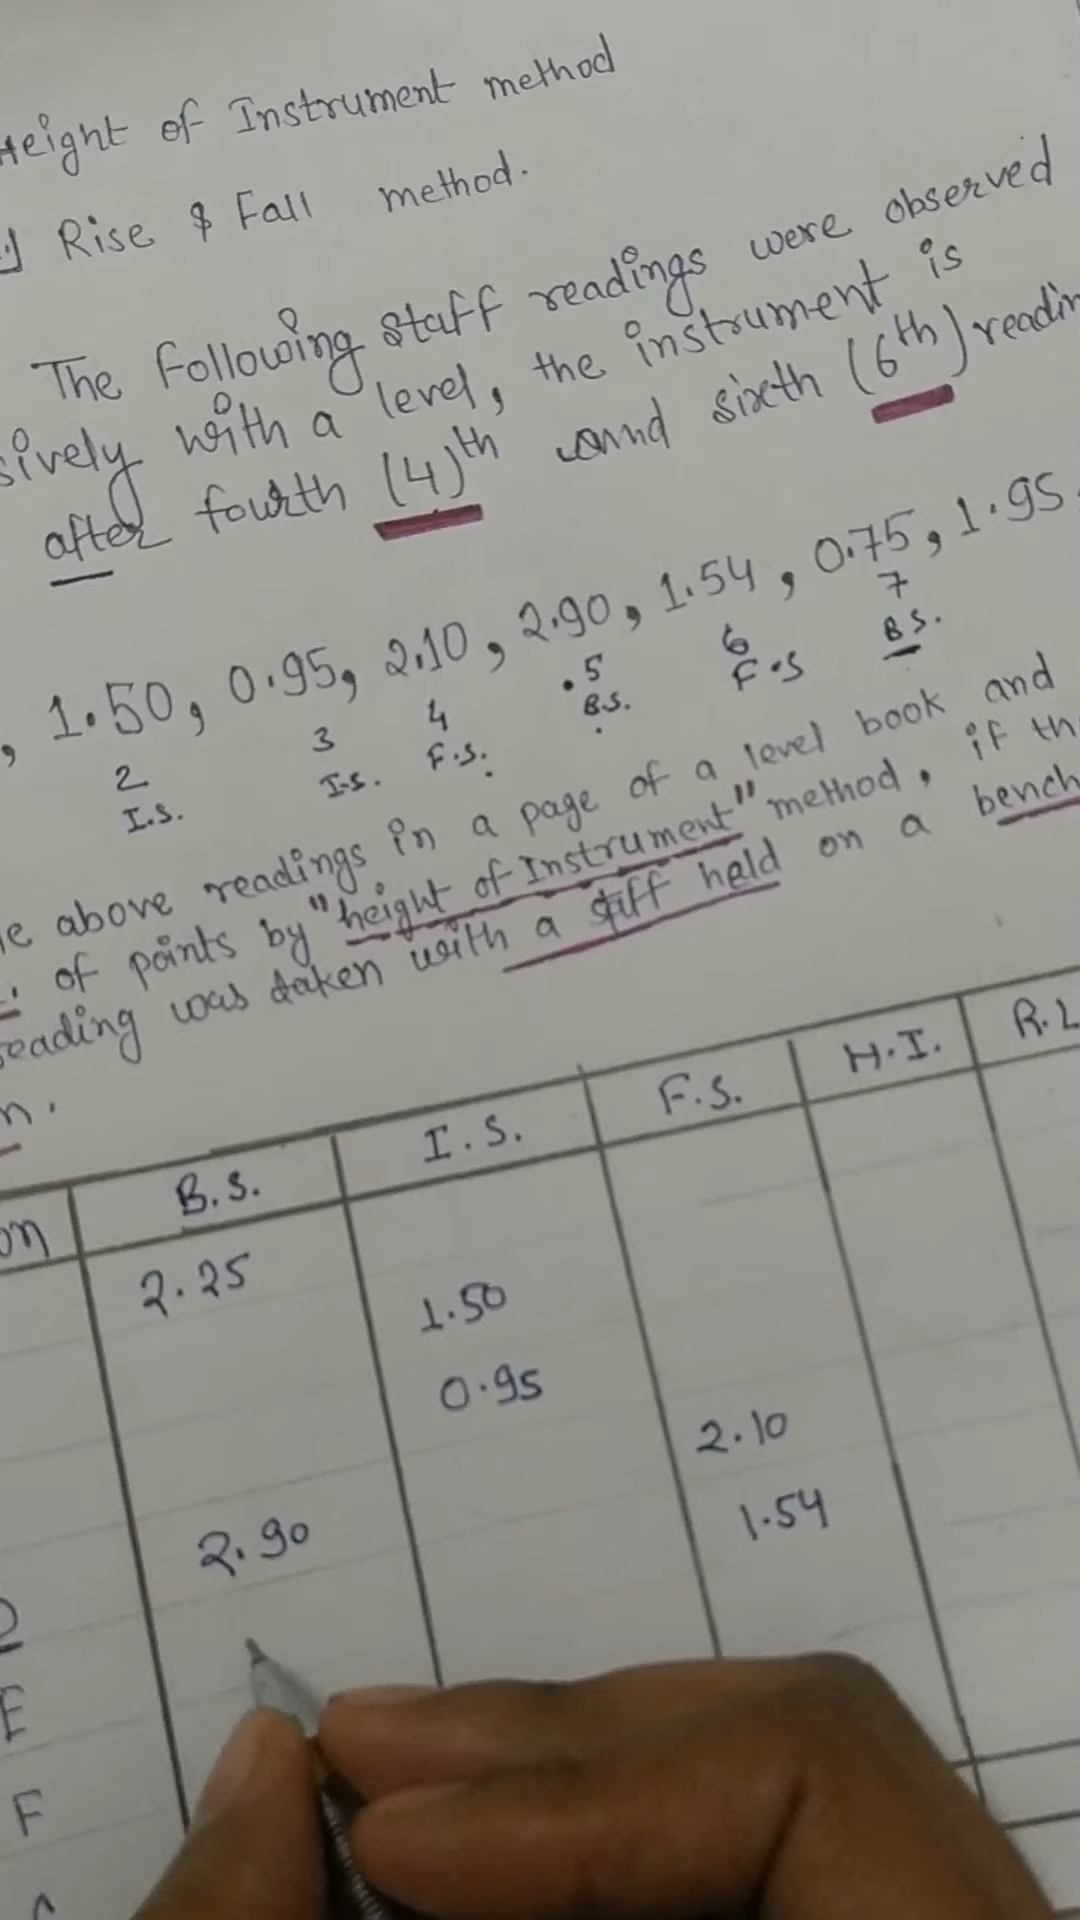 Height of Instrument method
Rise & Fall method.
The following staff readings were observed
sively with a level, the instrument is
after fourth (4)th and sixth (6th) readin
, 1.50, 0.95, 2.10, 2.90, 1.54, 0.75, 1.95
2 3 4 .5 6 7
I.S. I.S. F.S. B.S. F.S B.S.
e above readings in a page of a level book and
. of points by "height of Instrument" method, if th
reading was taken with a stiff held on a bench
n.
on B.S. I.S. F.S. H.I. R.L
2.25
1.50
0.95
2.10
2.90 1.54
D
E
F